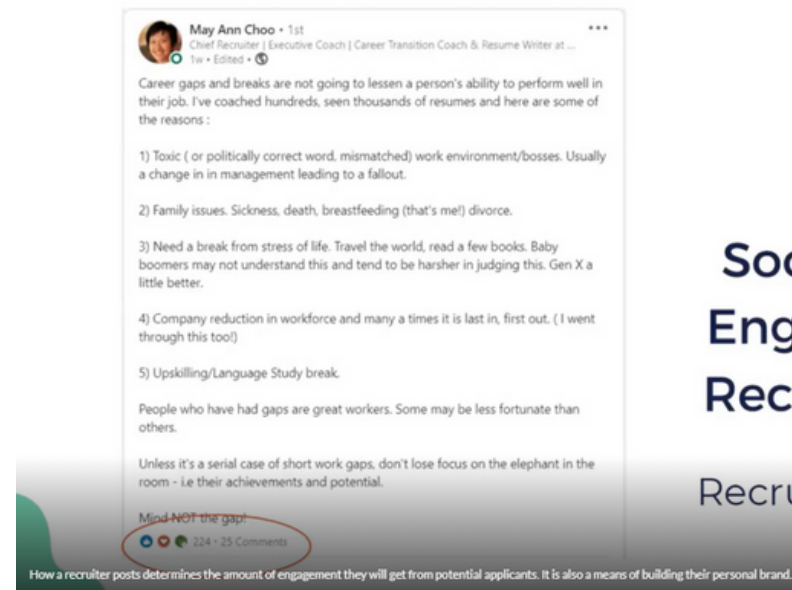 May Ann Choo • 1st
Chief Recruiter | Executive Coach | Career Transition Coach & Resume Writer at ...
1w • Edited •
Career gaps and breaks are not going to lessen a person's ability to perform well in
their job. I've coached hundreds, seen thousands of resumes and here are some of
the reasons :
1) Toxic ( or politically correct word, mismatched) work environment/bosses. Usually
a change in in management leading to a fallout.
2) Family issues. Sickness, death, breastfeeding (that's me!) divorce.
3) Need a break from stress of life. Travel the world, read a few books. Baby
boomers may not understand this and tend to be harsher in judging this. Gen X a
little better.
4) Company reduction in workforce and many a times it is last in, first out. ( I went
through this too!)
5) Upskilling/Language Study break.
People who have had gaps are great workers. Some may be less fortunate than
others.
Unless it's a serial case of short work gaps, don't lose focus on the elephant in the
room - i.e their achievements and potential.
Mind NOT the gap!
224 • 25 Comments
Soc
Eng
Rec
Recru
How a recruiter posts determines the amount of engagement they will get from potential applicants. It is also a means of building their personal brand.